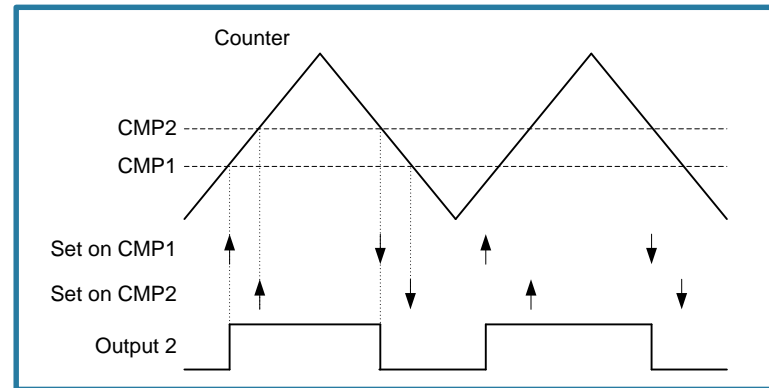 Counter
CMP2
CMP1
Set on CMP1
Set on CMP2
Output 2